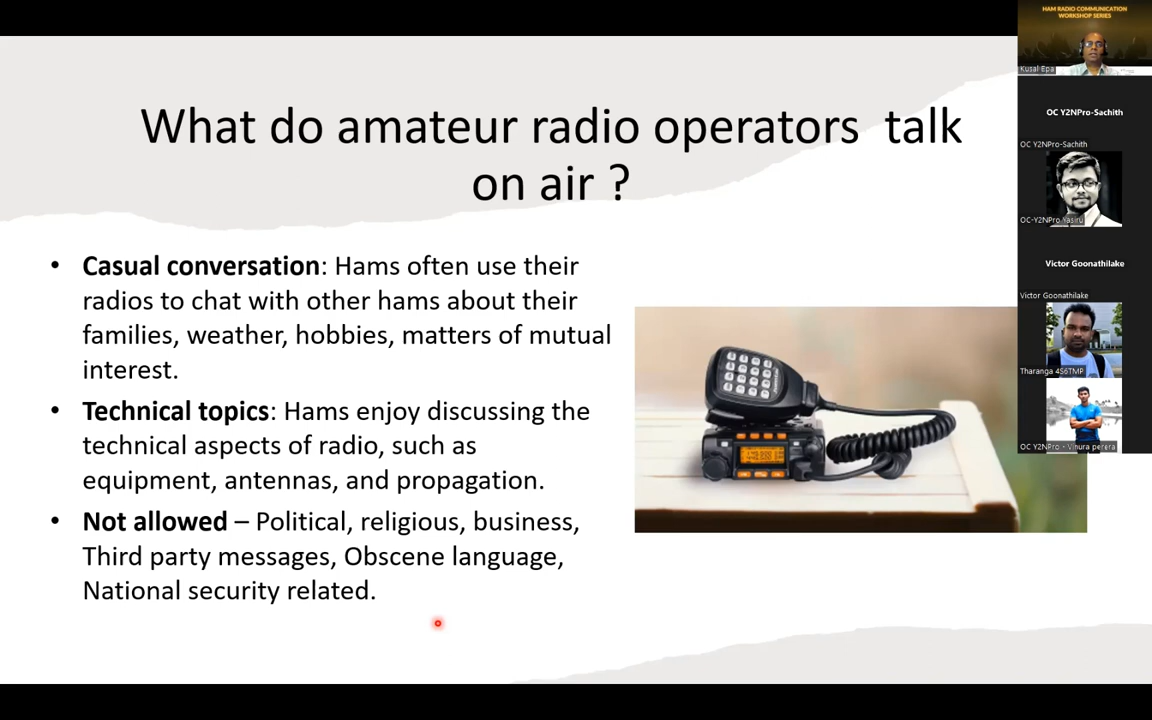 What do amateur radio operators talk
on air ?
• Casual conversation: Hams often use their
radios to chat with other hams about their
families, weather, hobbies, matters of mutual
interest.
• Technical topics: Hams enjoy discussing the
technical aspects of radio, such as
equipment, antennas, and propagation.
• Not allowed – Political, religious, business,
Third party messages, Obscene language,
National security related.
HAM RADIO COMMUNICATION
WORKSHOP SERIES
Kusal Epa
OC Y2NPro-Sachith
OC Y2NPro-Sachith
OC-Y2NPro Yasiru
Victor Goonathilake
Victor Goonathilake
Tharanga 4S6TMP
OC Y2NPro - Vinura perera